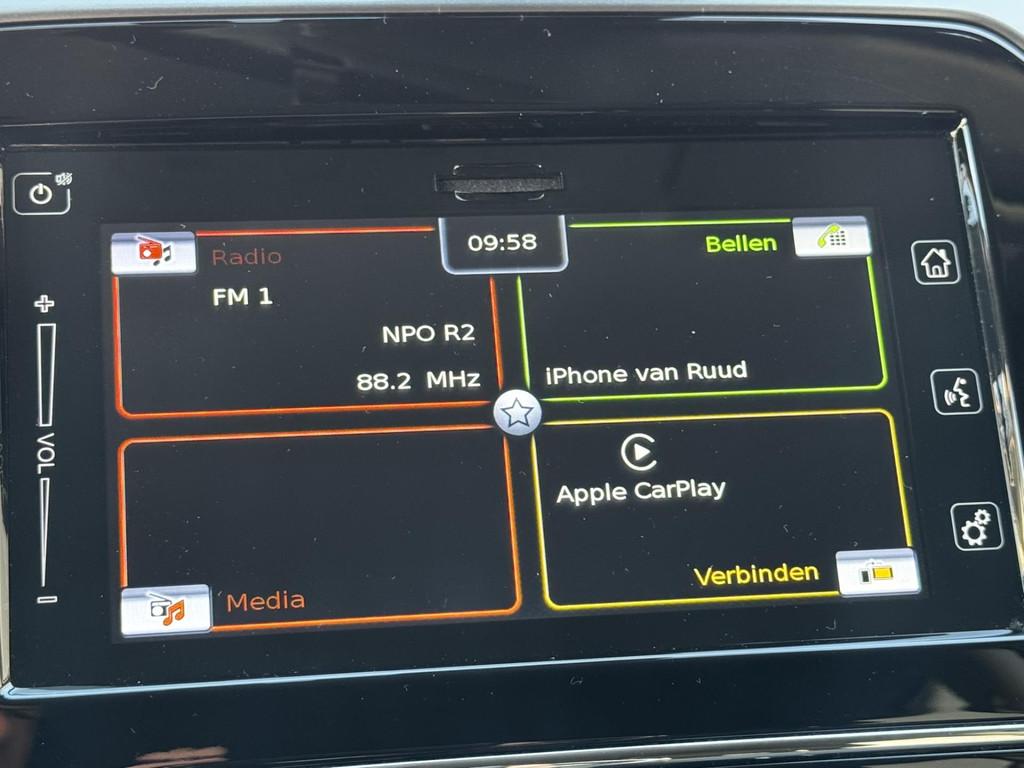 09:58
Radio
FM 1
NPO R2
88.2 MHz
Bellen
iPhone van Ruud
Media
Apple CarPlay
Verbinden
VOL